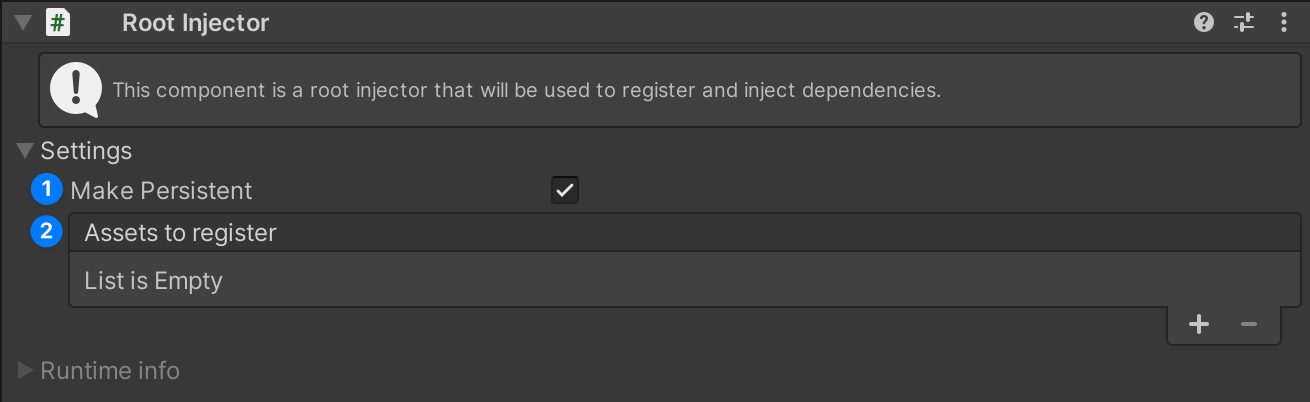 # Root Injector ?
! This component is a root injector that will be used to register and inject dependencies.
Settings
1 Make Persistent
2 Assets to register
List is Empty
+ −
Runtime info